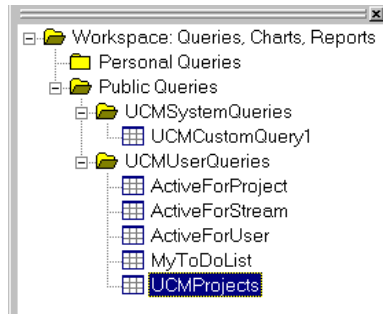 Workspace: Queries, Charts, Reports
Personal Queries
Public Queries
UCMSystemQueries
UCMCustomQuery1
UCMUserQueries
ActiveForProject
ActiveForStream
ActiveForUser
MyToDoList
UCMProjects